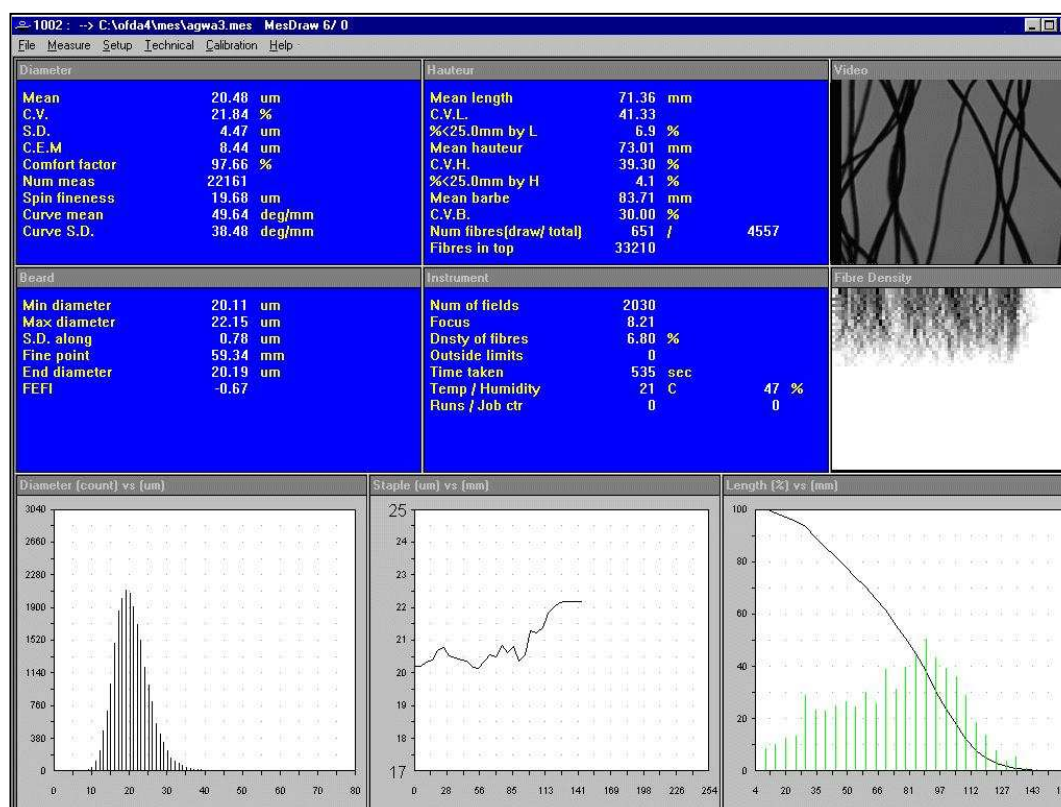 1002 : --> C:\ofda4\mes\agwa3.mes MesDraw 6/ 0
File Measure Setup Technical Calibration Help
Diameter
Mean 20.48 um
C.V. 21.84 %
S.D. 4.47 um
C.E.M 8.44 um
Comfort factor 97.66 %
Num meas 22161
Spin fineness 19.68 um
Curve mean 49.64 deg/mm
Curve S.D. 38.48 deg/mm
Hauteur
Mean length 71.36 mm
C.V.L. 41.33
%<25.0mm by L 6.9 %
Mean hauteur 73.01 mm
C.V.H. 39.30 %
%<25.0mm by H 4.1 %
Mean barbe 83.71 mm
C.V.B. 30.00 %
Num fibres(draw/ total) 651 / 4557
Fibres in top 33210
Video
Beard
Min diameter 20.11 um
Max diameter 22.15 um
S.D. along 0.78 um
Fine point 59.34 mm
End diameter 20.19 um
FEFI -0.67
Instrument
Num of fields 2030
Focus 8.21
Dnsty of fibres 6.80 %
Outside limits 0
Time taken 535 sec
Temp / Humidity 21 C 47 %
Runs / Job ctr 0 0
Fibre Density
Diameter (count) vs (um)
3040
2660
2280
1900
1520
1140
760
380
0
0 10 20 30 40 50 60 70 80
Staple (um) vs (mm)
25
24
23
22
21
20
19
18
17
0 28 56 85 113 141 169 198 226 254
Length (%) vs (mm)
100
80
60
40
20
0
4 20 35 51 66 82 97 112 127 143 158